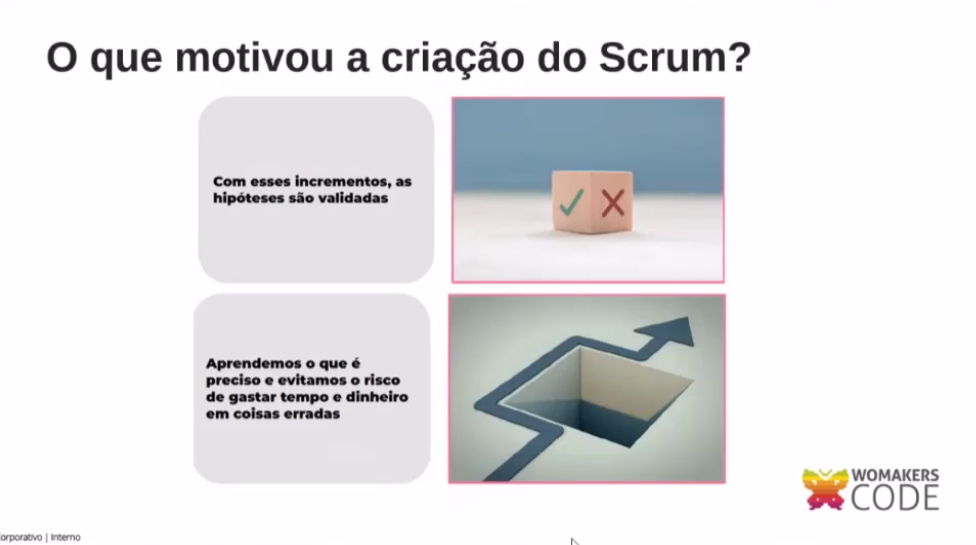 O que motivou a criação do Scrum?
Com esses incrementos, as
hipóteses são validadas
Aprendemos o que é
preciso e evitamos o risco
de gastar tempo e dinheiro
em coisas erradas
WOMAKERS
CODE
orporativo | Interno